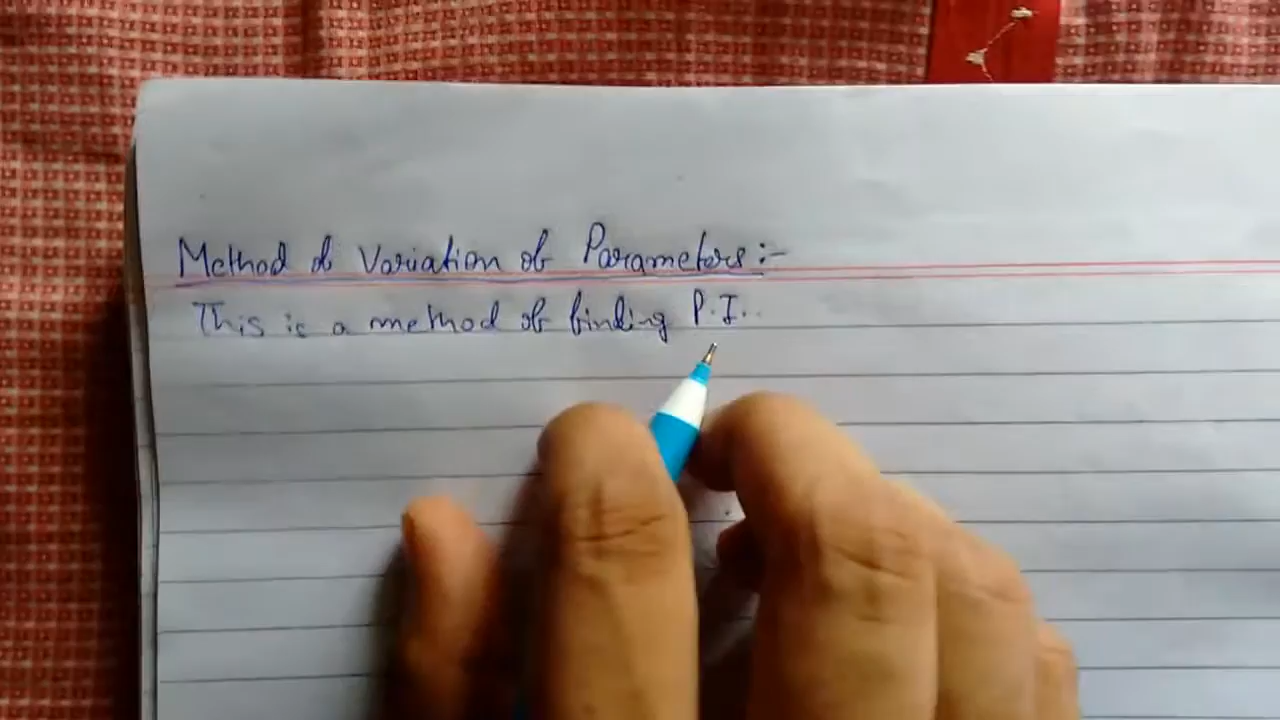 Method of Variation of Parameters:-
This is a method of finding P.I..